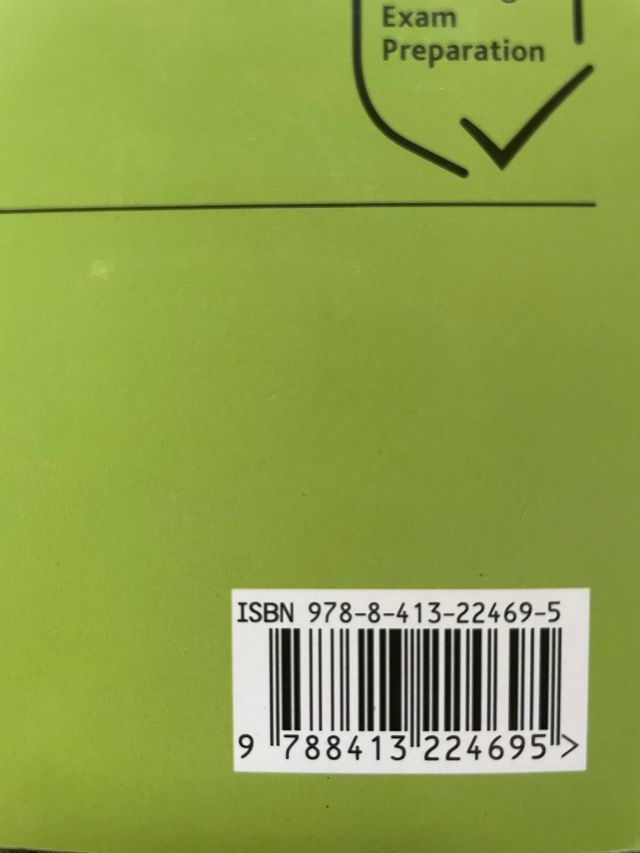 Exam
Preparation
ISBN 978-8-413-22469-5
9 788413 224695 >